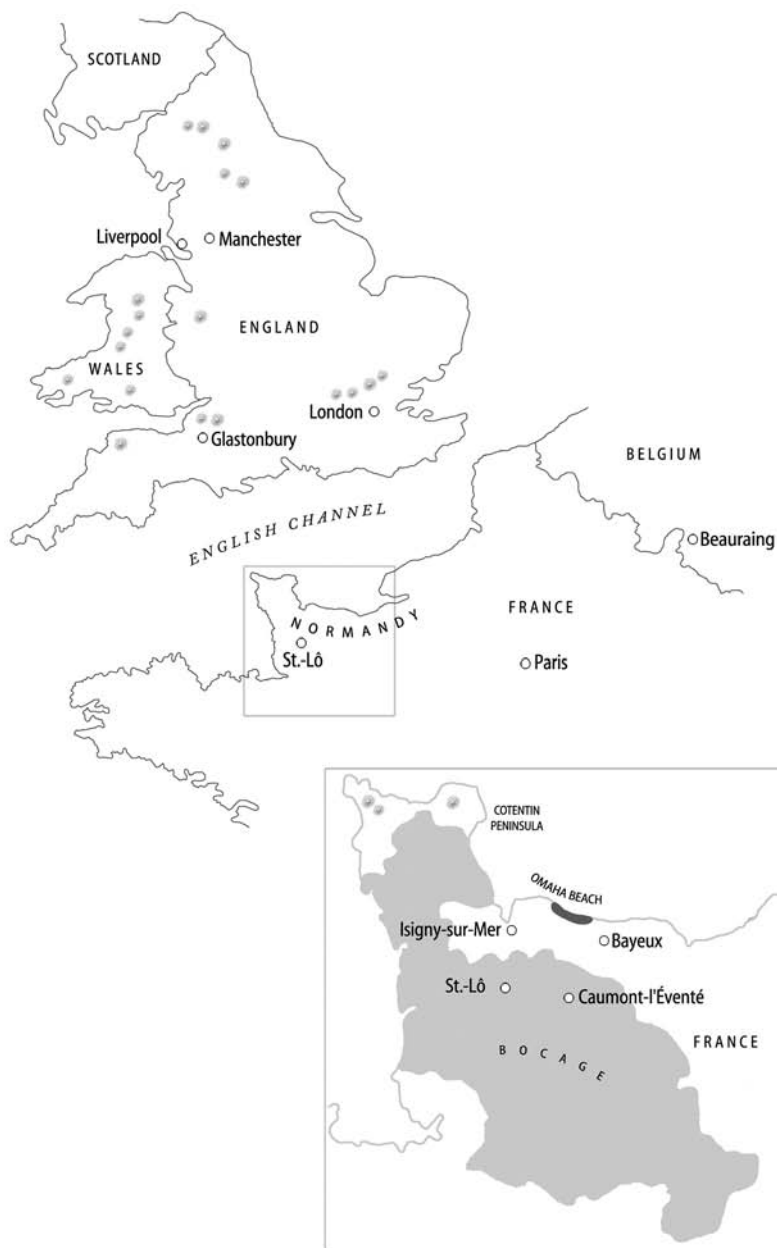 SCOTLAND
Liverpool
Manchester
ENGLAND
WALES
London
Glastonbury
BELGIUM
ENGLISH CHANNEL
Beauraing
NORMANDY
FRANCE
St.-Lô
Paris
COTENTIN
PENINSULA
OMAHA BEACH
Isigny-sur-Mer
Bayeux
St.-Lô
Caumont-l'Éventé
FRANCE
BOCAGE